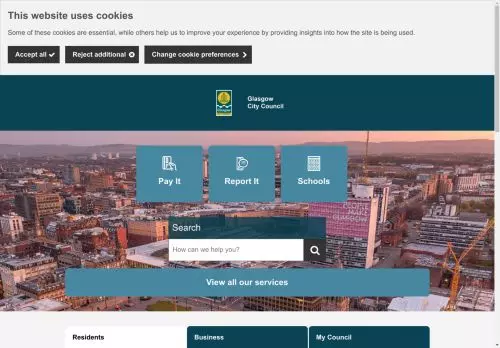 This website uses cookies
Some of these cookies are essential, while others help us to improve your experience by providing insights into how the site is being used.
Accept all
Reject additional
Change cookie preferences
Glasgow
City Council
Pay It
Report It
Schools
PEOPLE
MAKE
GLASGOW
Search
How can we help you?
View all our services
Residents
Business
My Council